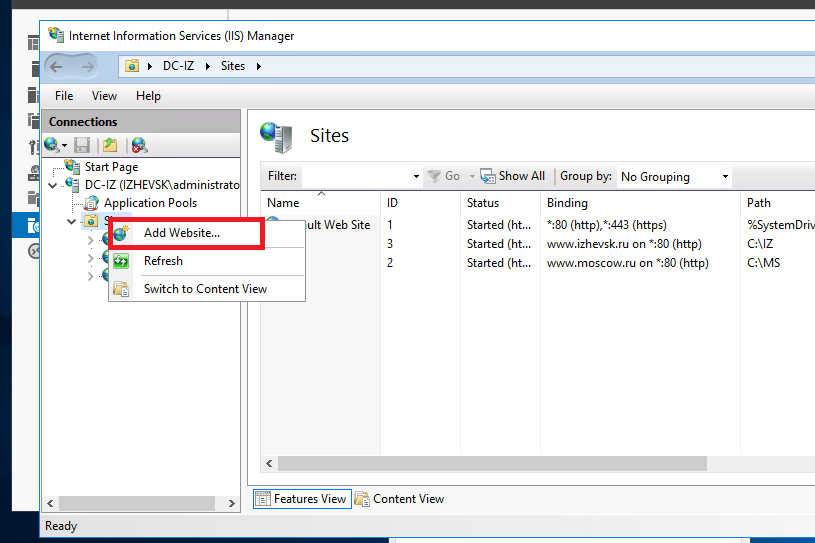 Internet Information Services (IIS) Manager
DC-IZ Sites
File View Help
Connections
Start Page
DC-IZ (IZHEVSK\administrato
Application Pools
Add Website...
Refresh
Switch to Content View
Sites
Filter: Go Show All Group by: No Grouping
Name ID Status Binding Path
ult Web Site 1 Started (ht... *:80 (http),*:443 (https) %SystemDriv
3 Started (ht... www.izhevsk.ru on *:80 (http) C:\IZ
2 Started (ht... www.moscow.ru on *:80 (http) C:\MS
Features View Content View
Ready